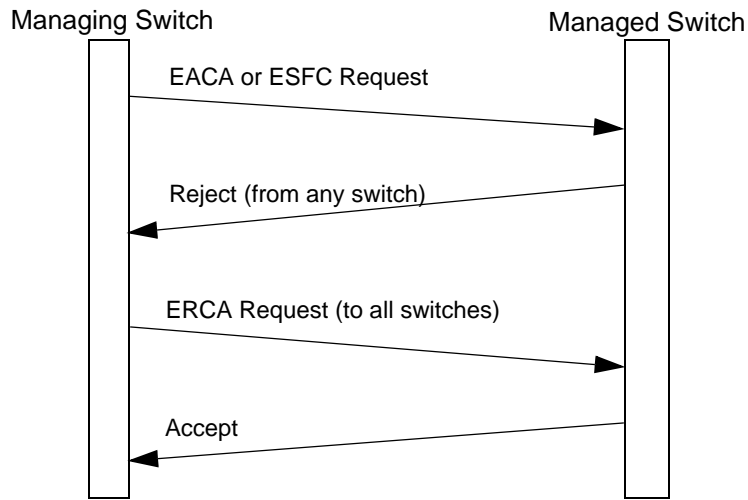 Managing Switch
Managed Switch
EACA or ESFC Request
Reject (from any switch)
ERCA Request (to all switches)
Accept